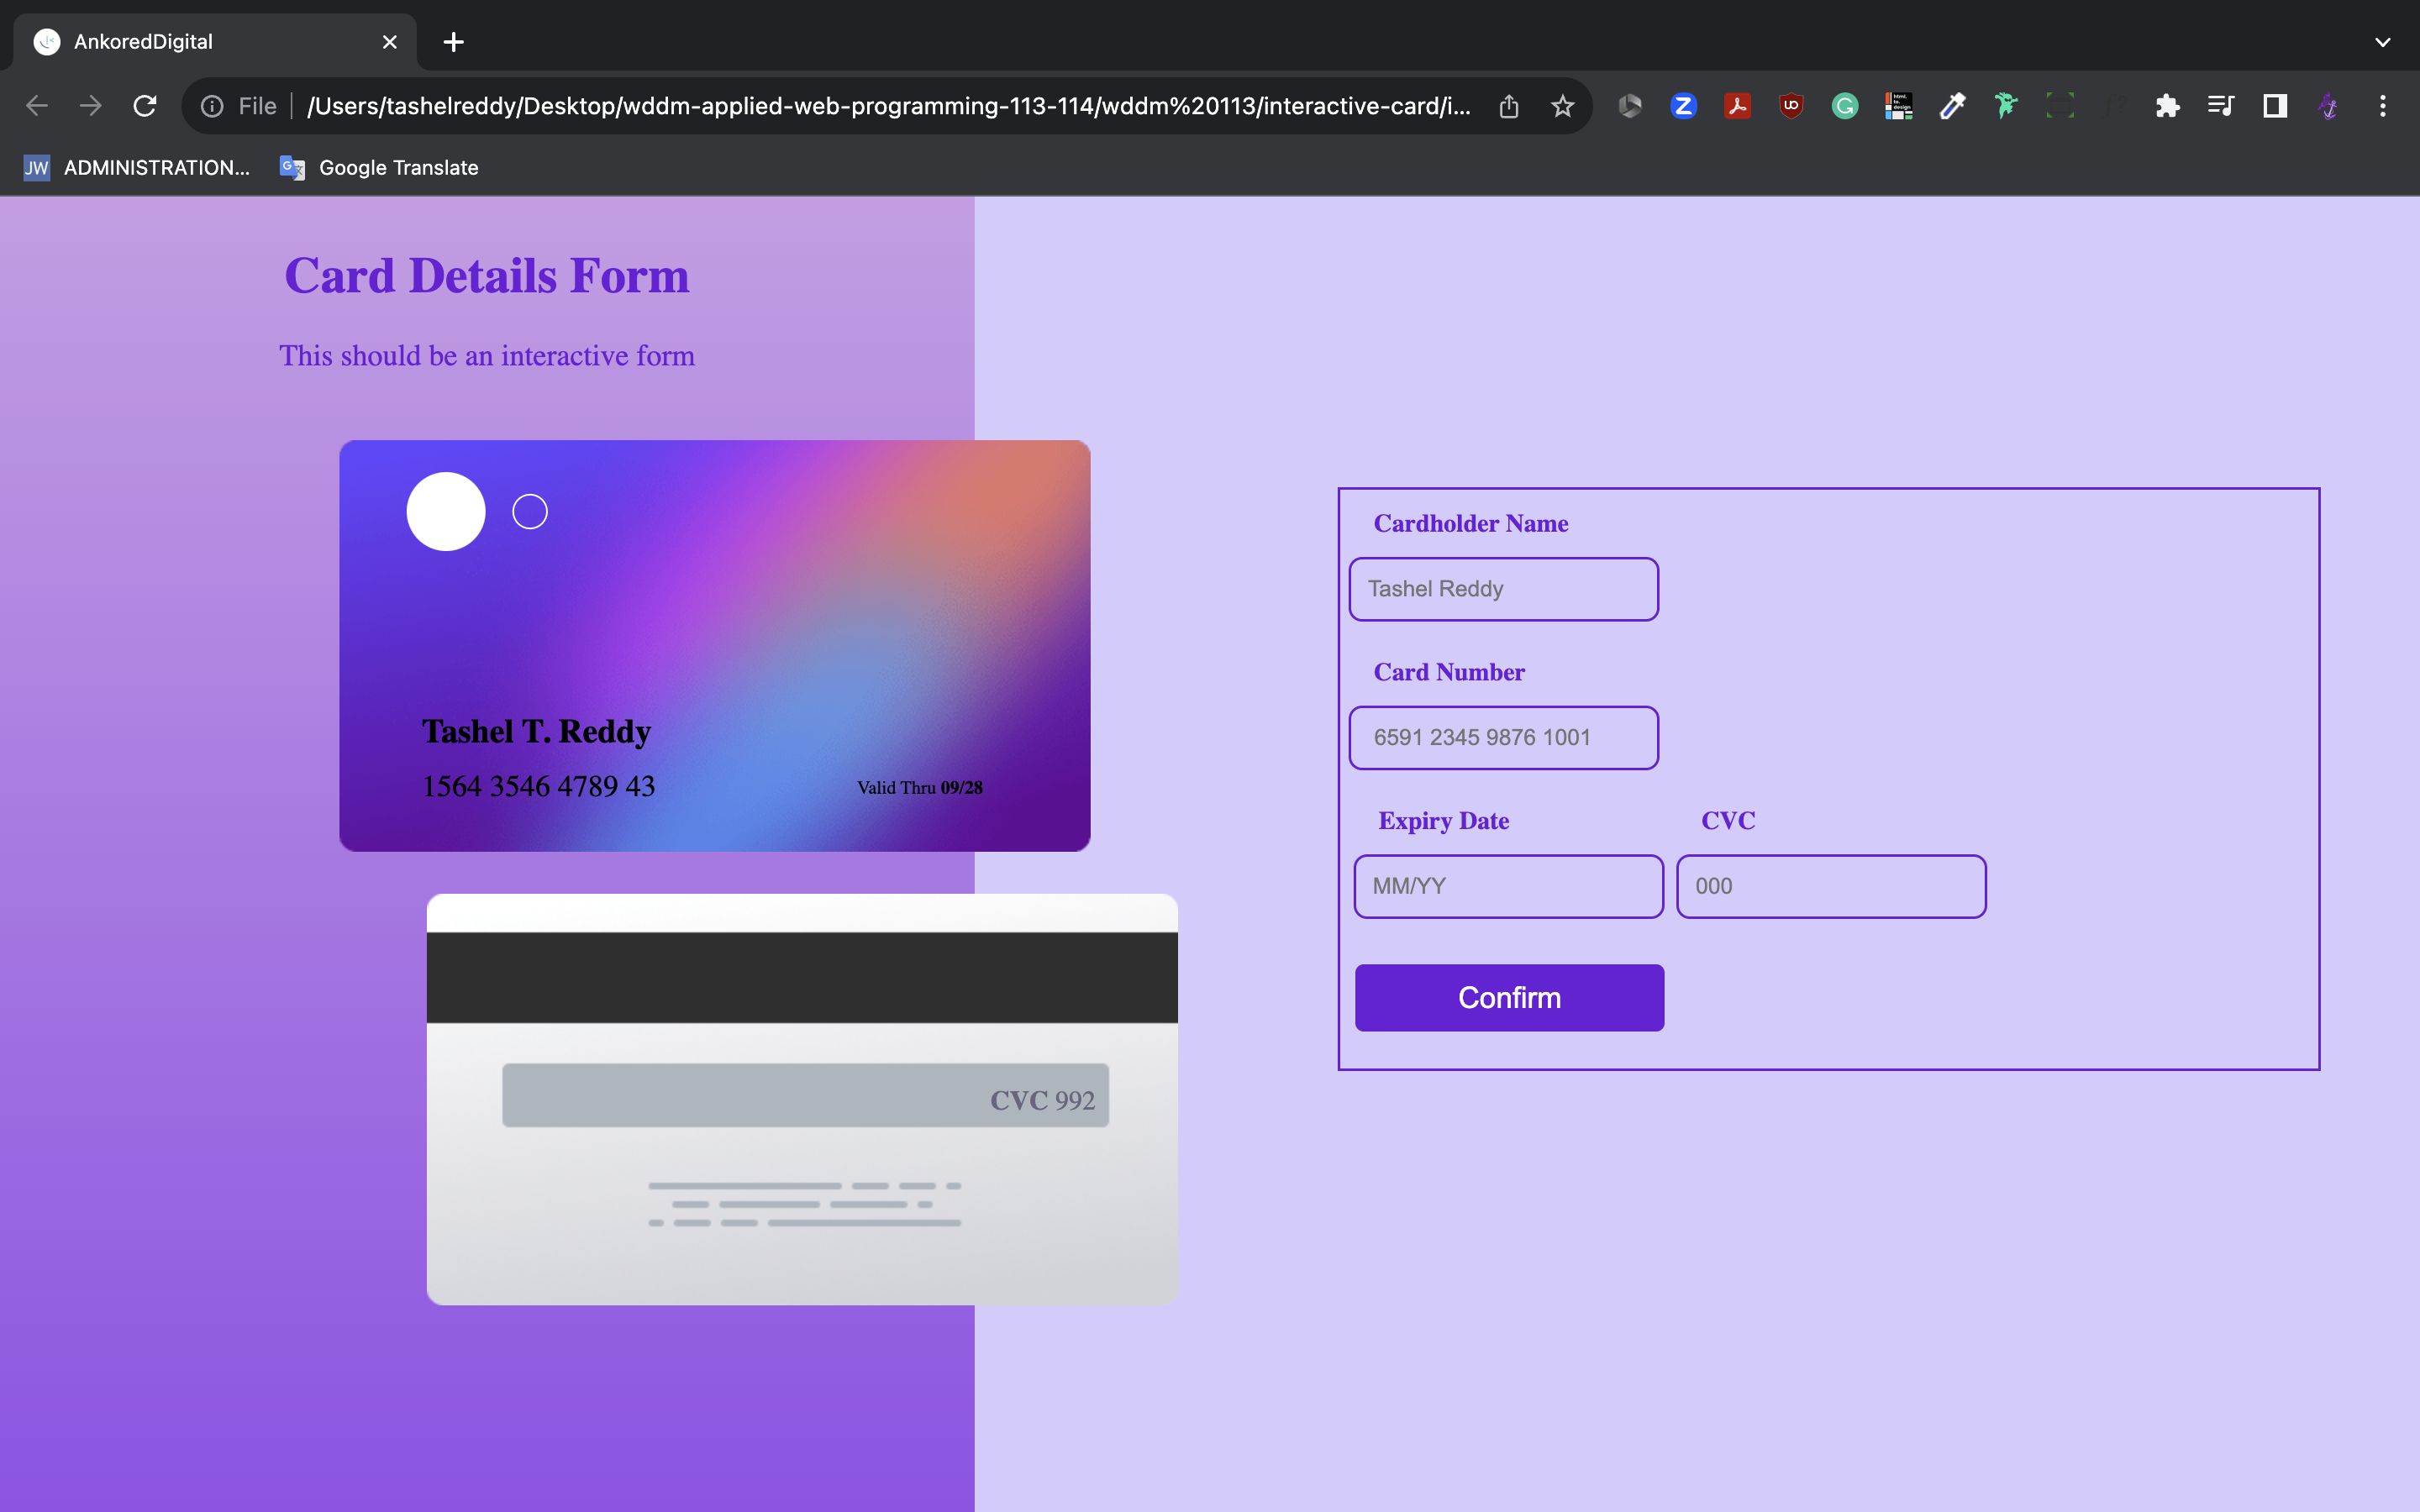 AnkoredDigital
File
/Users/tashelreddy/Desktop/wddm-applied-web-programming-113-114/wddm%20113/interactive-card/i...
JW ADMINISTRATION...
Google Translate
Card Details Form
This should be an interactive form
Tashel T. Reddy
1564 3546 4789 43
Valid Thru 09/28
CVC 992
Cardholder Name
Tashel Reddy
Card Number
6591 2345 9876 1001
Expiry Date
CVC
MM/YY
000
Confirm